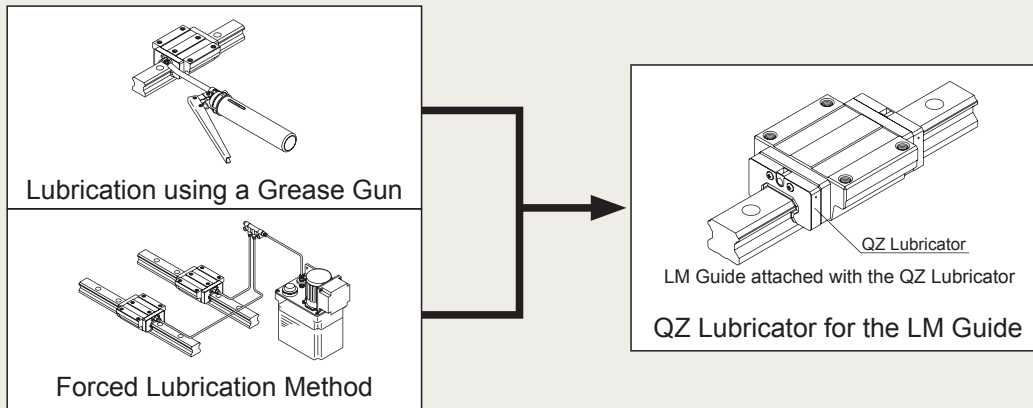 Lubrication using a Grease Gun
Forced Lubrication Method
QZ Lubricator
LM Guide attached with the QZ Lubricator
QZ Lubricator for the LM Guide